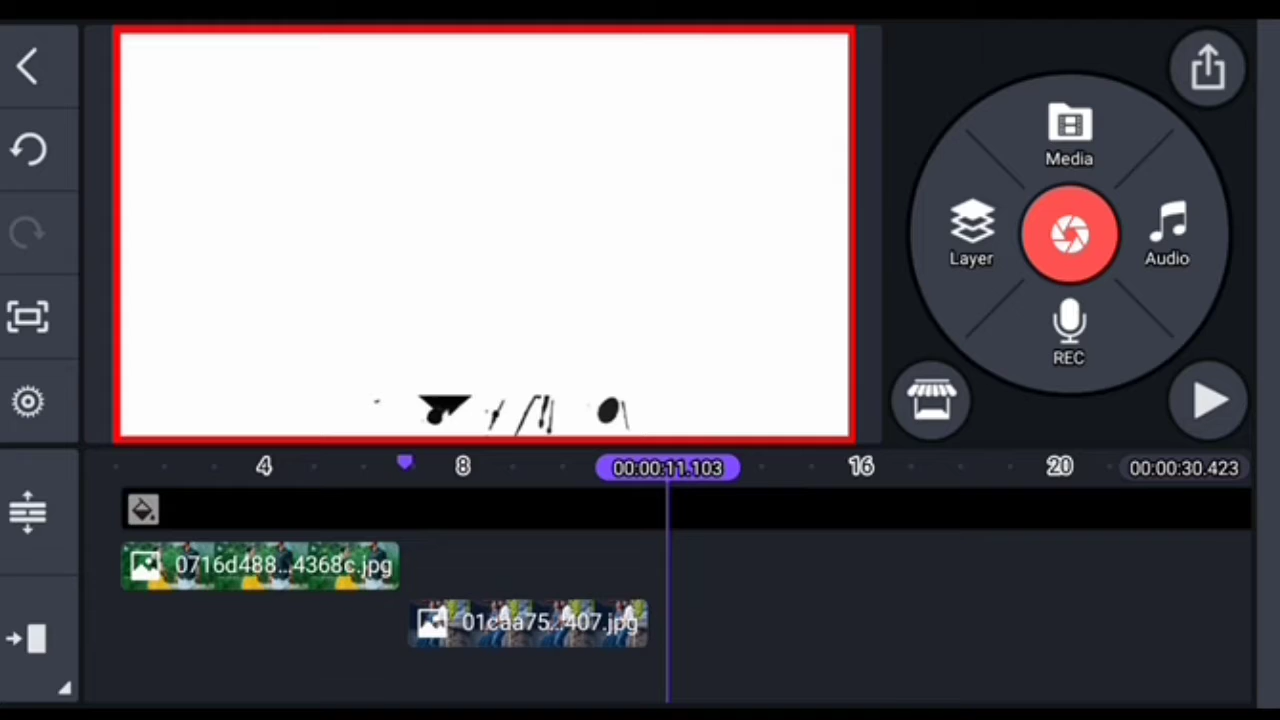 Media
Layer
Audio
REC
4
8
00:00:11.103
16
20
00:00:30.423
0716d488...4368c.jpg
01caa75...407.jpg